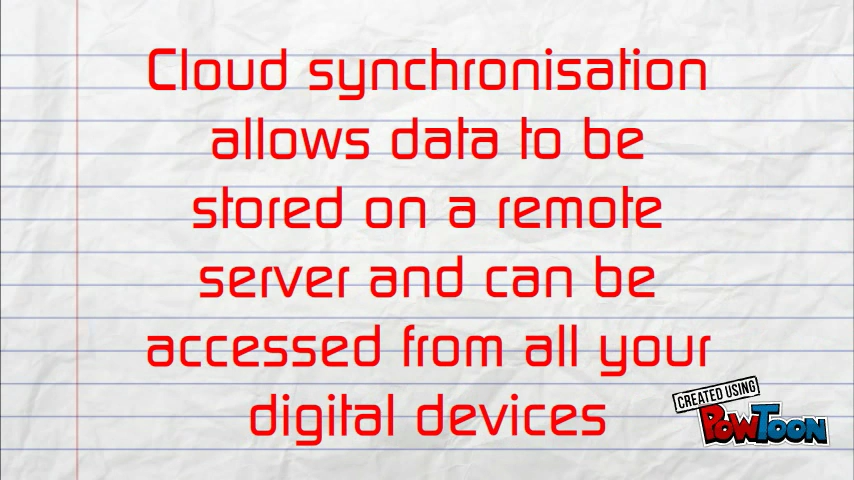 Cloud synchronisation
allows data to be
stored on a remote
server and can be
accessed from all your
digital devices
CREATED USING
POWTOON